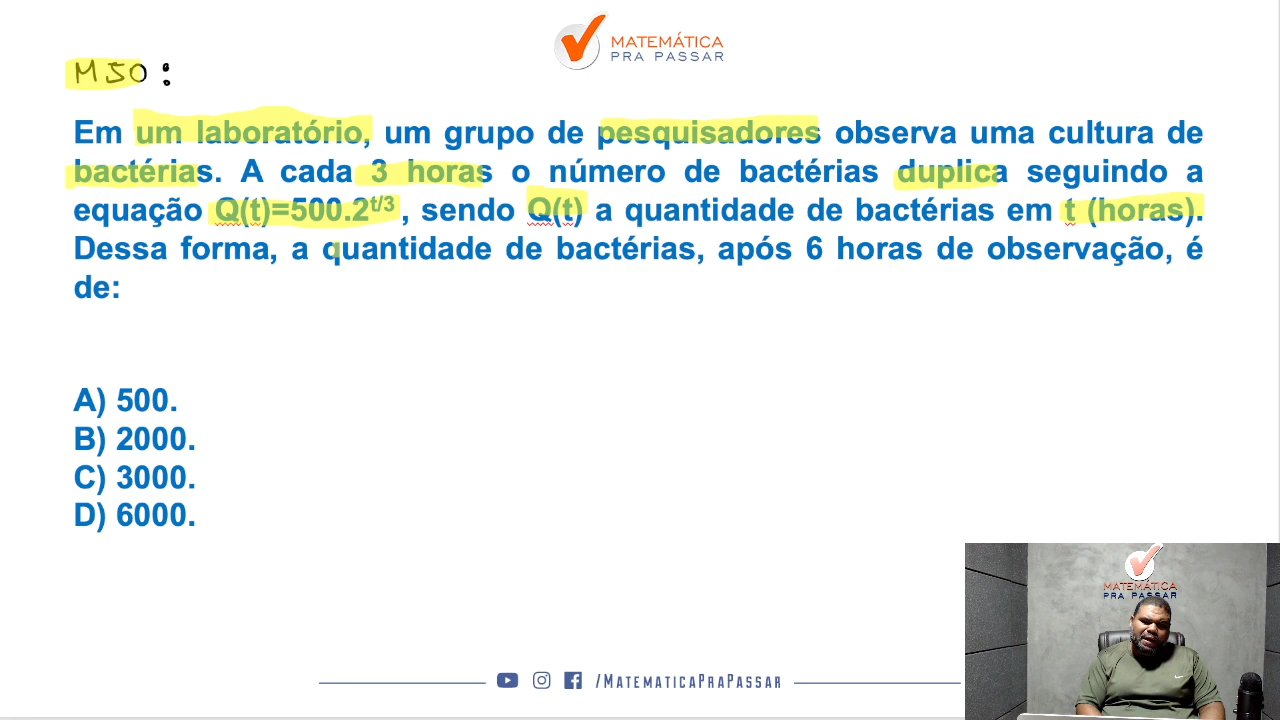 MATEMÁTICA
PRA PASSAR
M50:
Em um laboratório, um grupo de pesquisadores observa uma cultura de
bactérias. A cada 3 horas o número de bactérias duplica seguindo a
equação Q(t)=500.2^t/3, sendo Q(t) a quantidade de bactérias em t (horas).
Dessa forma, a quantidade de bactérias, após 6 horas de observação, é
de:
A) 500.
B) 2000.
C) 3000.
D) 6000.
MATEMÁTICA
PRA PASSAR
/MATEMATICAPRAPASSAR